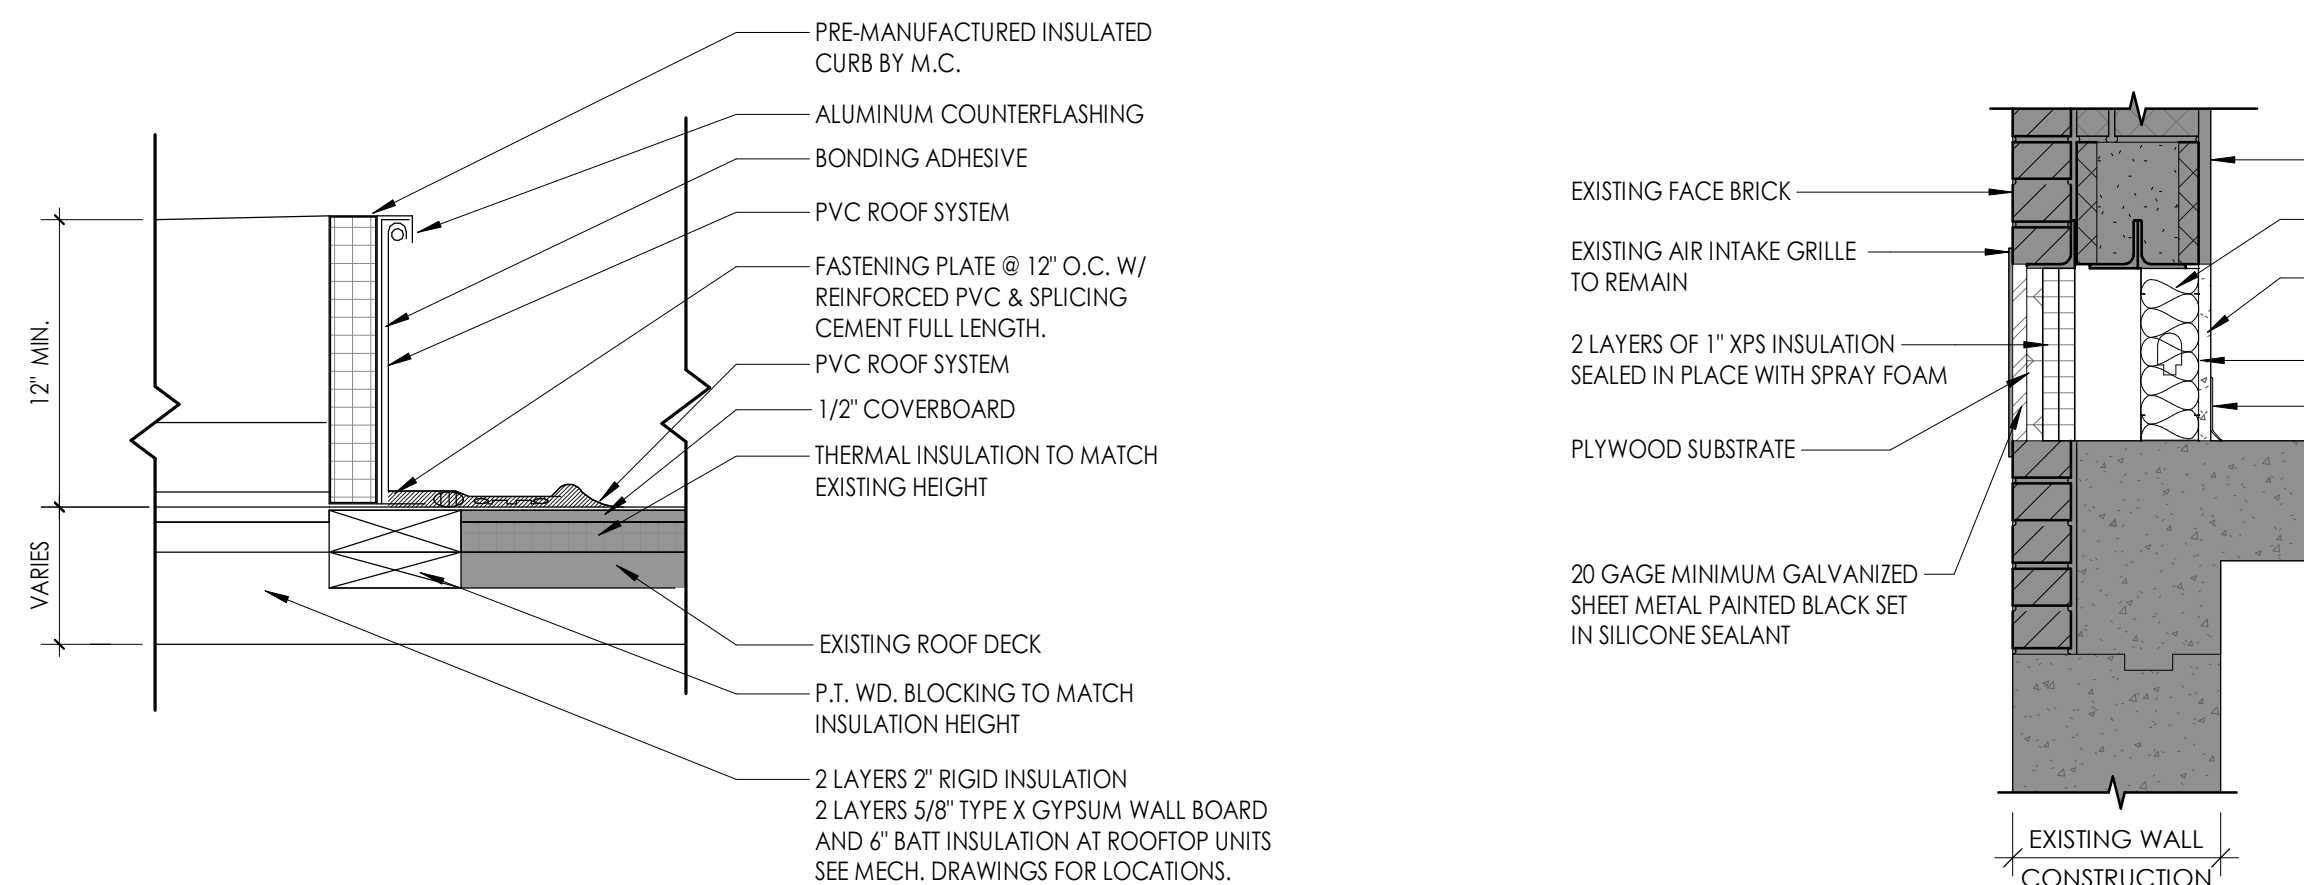 PRE-MANUFACTURED INSULATED
CURB BY M.C.
ALUMINUM COUNTERFLASHING
BONDING ADHESIVE
PVC ROOF SYSTEM
FASTENING PLATE @ 12" O.C. W/
REINFORCED PVC & SPLICING
CEMENT FULL LENGTH.
PVC ROOF SYSTEM
1/2" COVERBOARD
THERMAL INSULATION TO MATCH
EXISTING HEIGHT
EXISTING ROOF DECK
P.T. WD. BLOCKING TO MATCH
INSULATION HEIGHT
2 LAYERS 2" RIGID INSULATION
2 LAYERS 5/8" TYPE X GYPSUM WALL BOARD
AND 6" BATT INSULATION AT ROOFTOP UNITS
SEE MECH. DRAWINGS FOR LOCATIONS.
12" MIN.
VARIES
EXISTING FACE BRICK
EXISTING AIR INTAKE GRILLE
TO REMAIN
2 LAYERS OF 1" XPS INSULATION
SEALED IN PLACE WITH SPRAY FOAM
PLYWOOD SUBSTRATE
20 GAGE MINIMUM GALVANIZED
SHEET METAL PAINTED BLACK SET
IN SILICONE SEALANT
EXISTING WALL
CONSTRUCTION